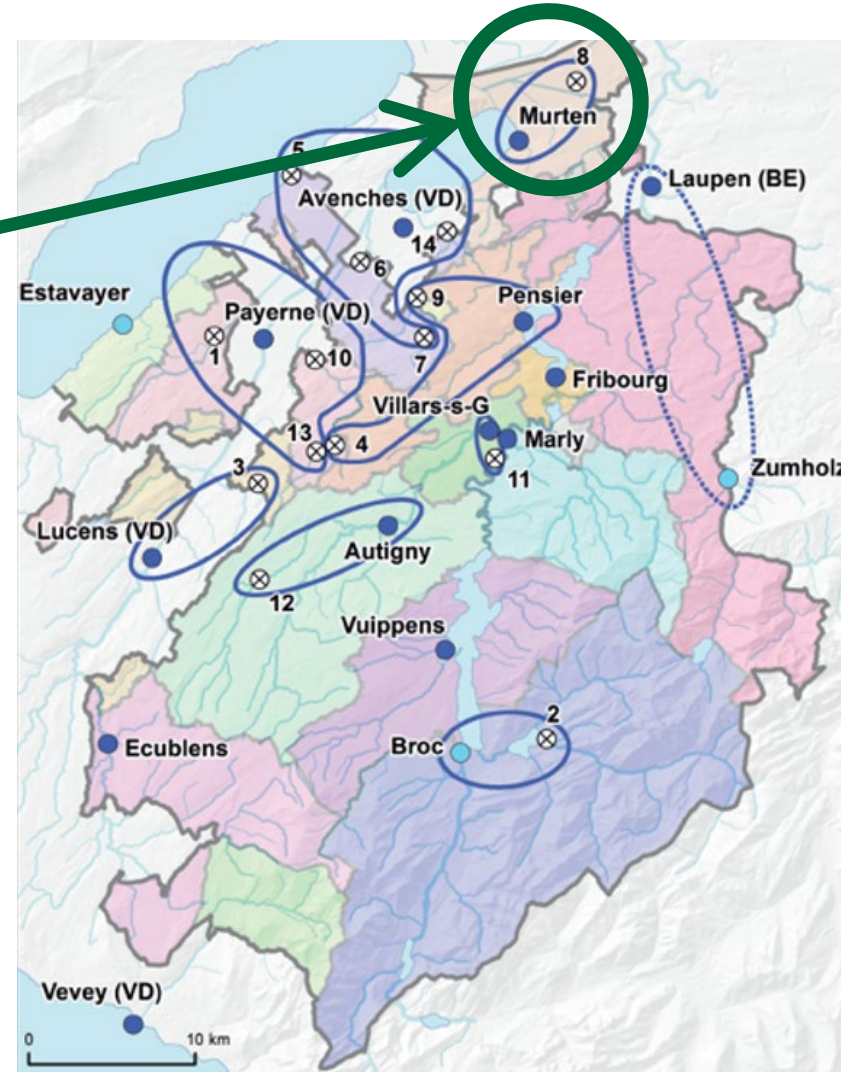 8
Murten
5
Laupen (BE)
Avenches (VD)
14
6
Estavayer
9
Pensier
Payerne (VD)
1
10
7
Fribourg
Villars-s-G
13
4
Marly
3
11
Zumholz
Lucens (VD)
Autigny
12
Vuippens
2
Broc
Ecublens
Vevey (VD)
0
10 km